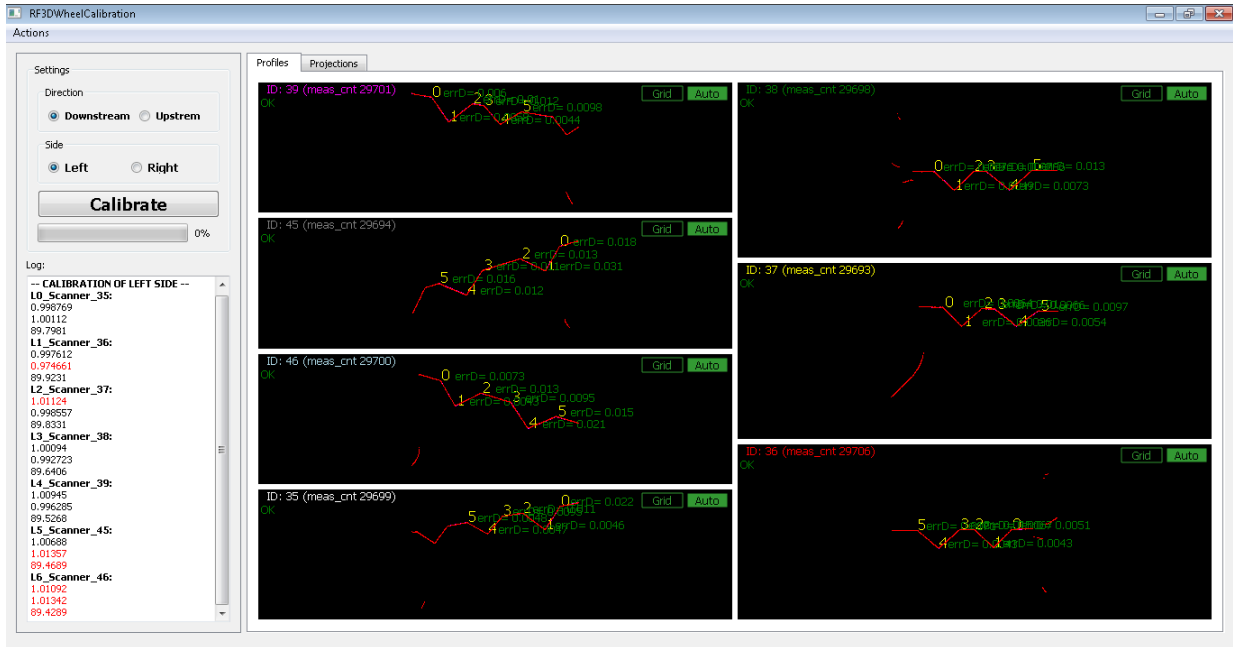 RF3DWheelCalibration
Actions
Settings
Direction
Downstream
Upstrem
Side
Left
Right
Calibrate
0%
Log:
-- CALIBRATION OF LEFT SIDE --
L0_Scanner_35:
0.998769
1.00112
89.7981
L1_Scanner_36:
0.997612
0.974661
89.9231
L2_Scanner_37:
1.01124
0.998557
89.8331
L3_Scanner_38:
1.00094
0.992723
89.6406
L4_Scanner_39:
1.00945
0.996285
89.5268
L5_Scanner_45:
1.00688
1.01357
89.4689
L6_Scanner_46:
1.01092
1.01342
89.4289
Profiles
Projections
ID: 39 (meas_cnt 29701)
OK
Grid
Auto
0 errD= 0.006
2 3
5
0.0098
1
4
0.0044
ID: 45 (meas_cnt 29694)
OK
Grid
Auto
0 errD= 0.018
2 errD= 0.013
3
1 errD= 0.031
5 errD= 0.016
4 errD= 0.012
ID: 46 (meas_cnt 29700)
OK
Grid
Auto
0 errD= 0.0073
2 errD= 0.013
1
3 errD= 0.0095
5 errD= 0.015
4 errD= 0.021
ID: 35 (meas_cnt 29699)
OK
Grid
Auto
0 errD= 0.022
3 2
5
4
1 errD= 0.0046
ID: 38 (meas_cnt 29698)
OK
Grid
Auto
0 errD=
2 3
5
errD= 0.013
1 errD=
4
errD= 0.0073
ID: 37 (meas_cnt 29693)
OK
Grid
Auto
0 errD=
2 3
5
0.0097
1 errD=
4
errD= 0.0054
ID: 36 (meas_cnt 29706)
OK
Grid
Auto
5 errD=
3 2
0
0.0051
4 errD=
1
errD= 0.0043